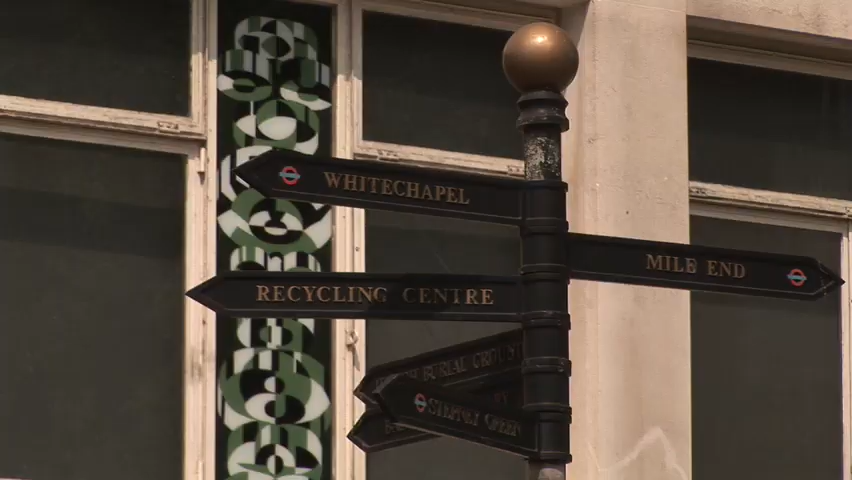 WHITECHAPEL
MILE END
RECYCLING CENTRE
BURIAL GROUND
STEPNEY GREEN